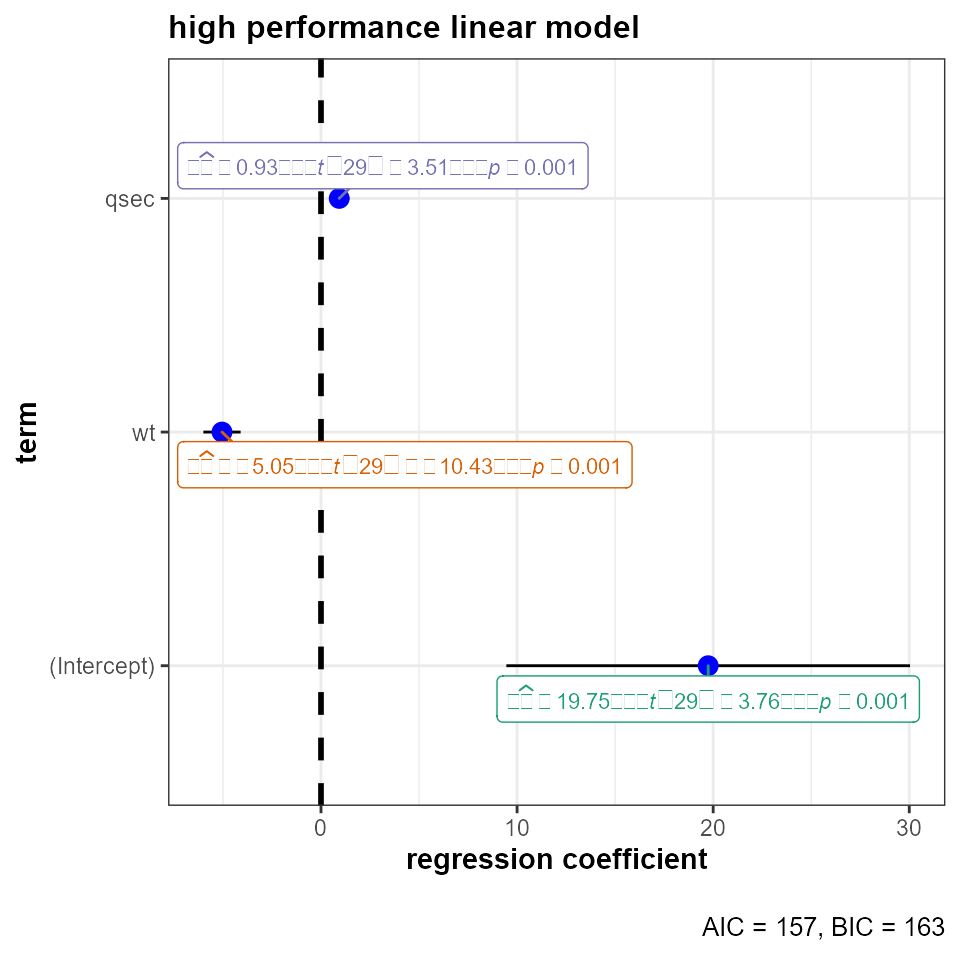 high performance linear model
□□ □ 0.93□□□t□29□ □ 3.51□□□p □ 0.001
qsec
term
wt
□□ □ □5.05□□□t□29□ □ □10.43□□□p □ 0.001
(Intercept)
□□ □ 19.75□□□t□29□ □ 3.76□□□p □ 0.001
0 10 20 30
regression coefficient
AIC = 157, BIC = 163